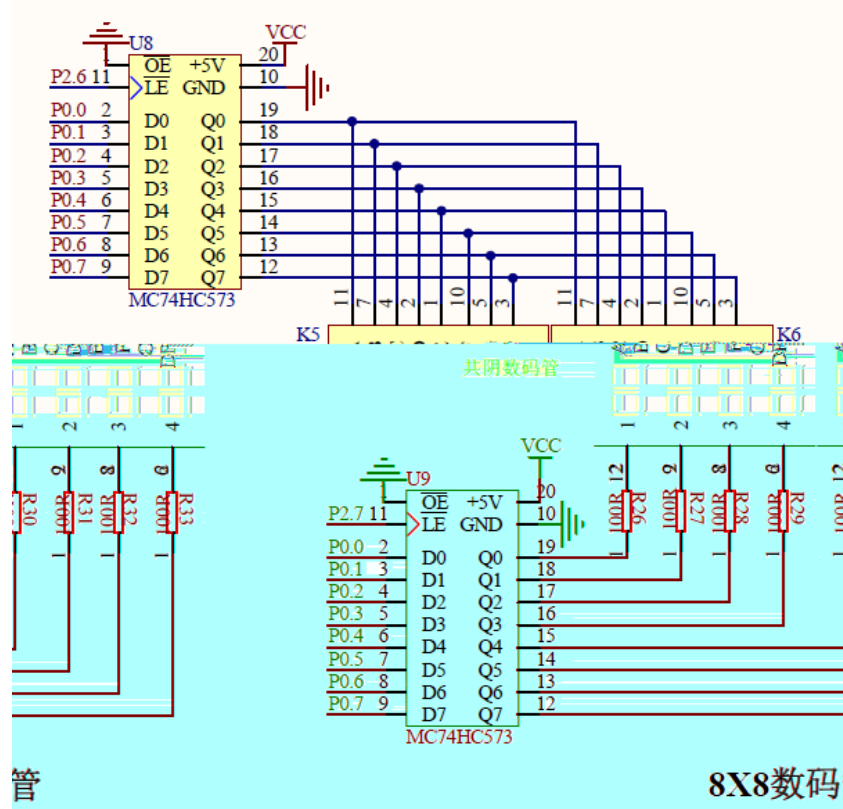 VCC
U8
1 OE +5V 20
P2.6 11 LE GND 10
P0.0 2 D0 Q0 19
P0.1 3 D1 Q1 18
P0.2 4 D2 Q2 17
P0.3 5 D3 Q3 16
P0.4 6 D4 Q4 15
P0.5 7 D5 Q5 14
P0.6 8 D6 Q6 13
P0.7 9 D7 Q7 12
MC74HC573
11 7 4 2 1 10 5 3 11 7 4 2 1 10 5 3
K5 K6
共阴数码管
1 2 3 4 1 2 3 4
R30 R31 R32 R33
R26 R27 R28 R29
VCC
U9
1 OE +5V 20
P2.7 11 LE GND 10
P0.0 2 D0 Q0 19
P0.1 3 D1 Q1 18
P0.2 4 D2 Q2 17
P0.3 5 D3 Q3 16
P0.4 6 D4 Q4 15
P0.5 7 D5 Q5 14
P0.6 8 D6 Q6 13
P0.7 9 D7 Q7 12
MC74HC573
管 8X8数码